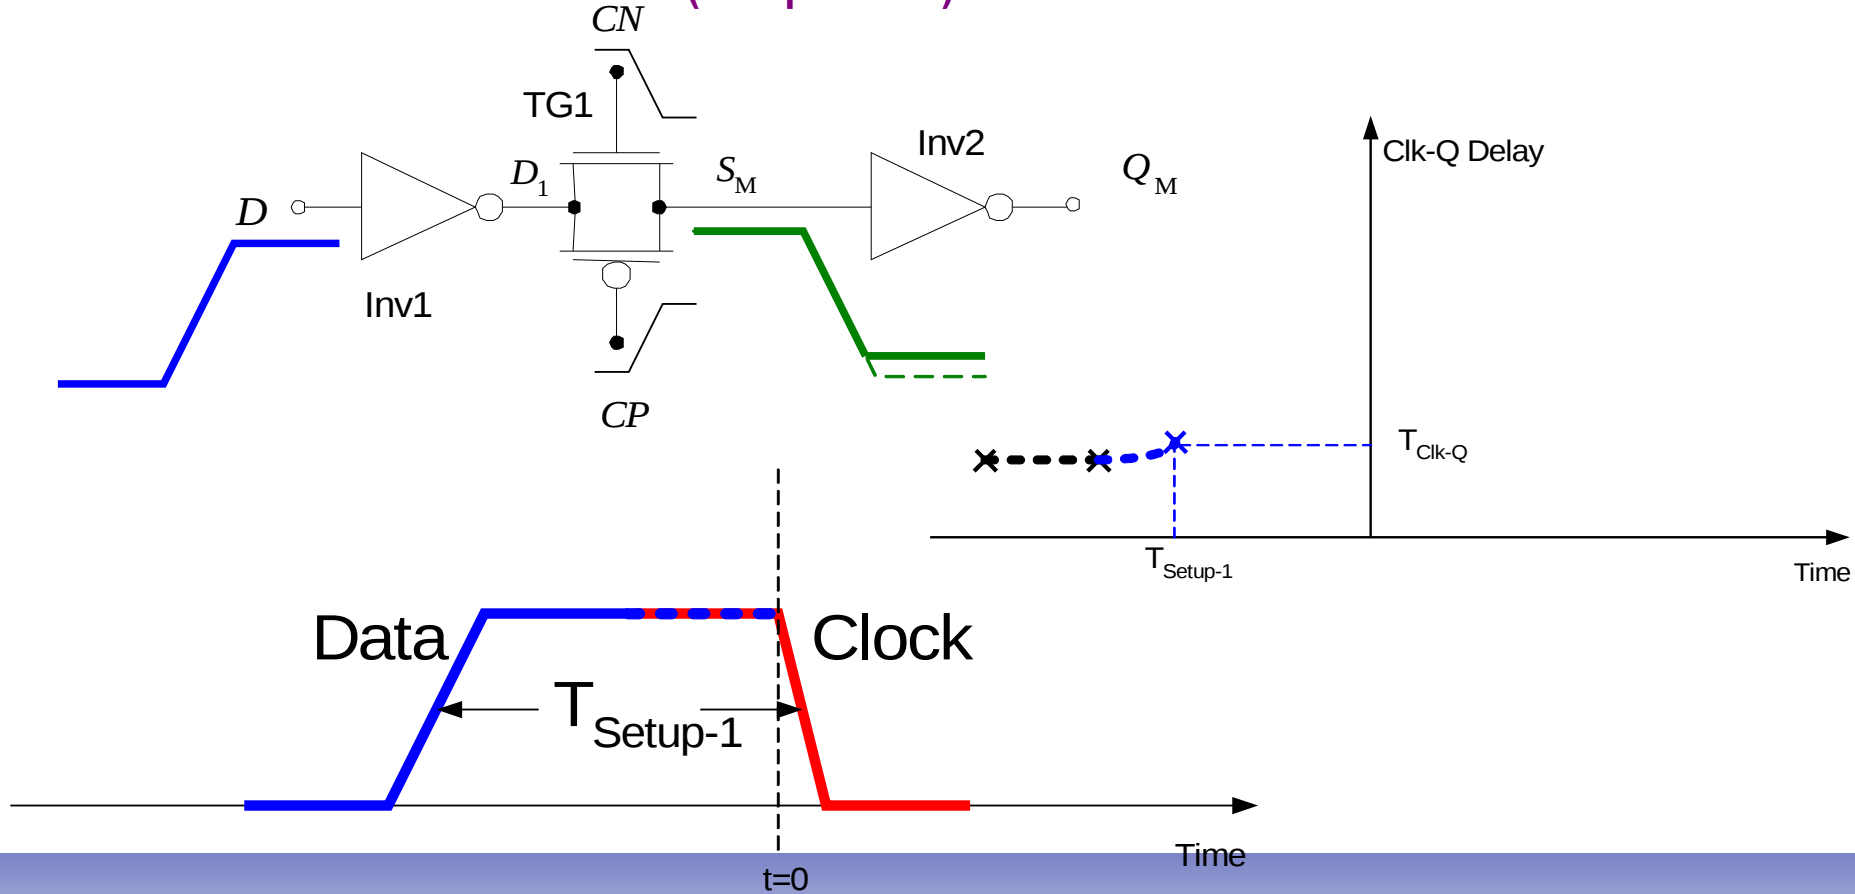 CN
TG1
Inv2
Clk-Q Delay
D
D1
SM
QM
Inv1
CP
TClk-Q
TSetup-1
Time
Data
Clock
TSetup-1
Time
t=0